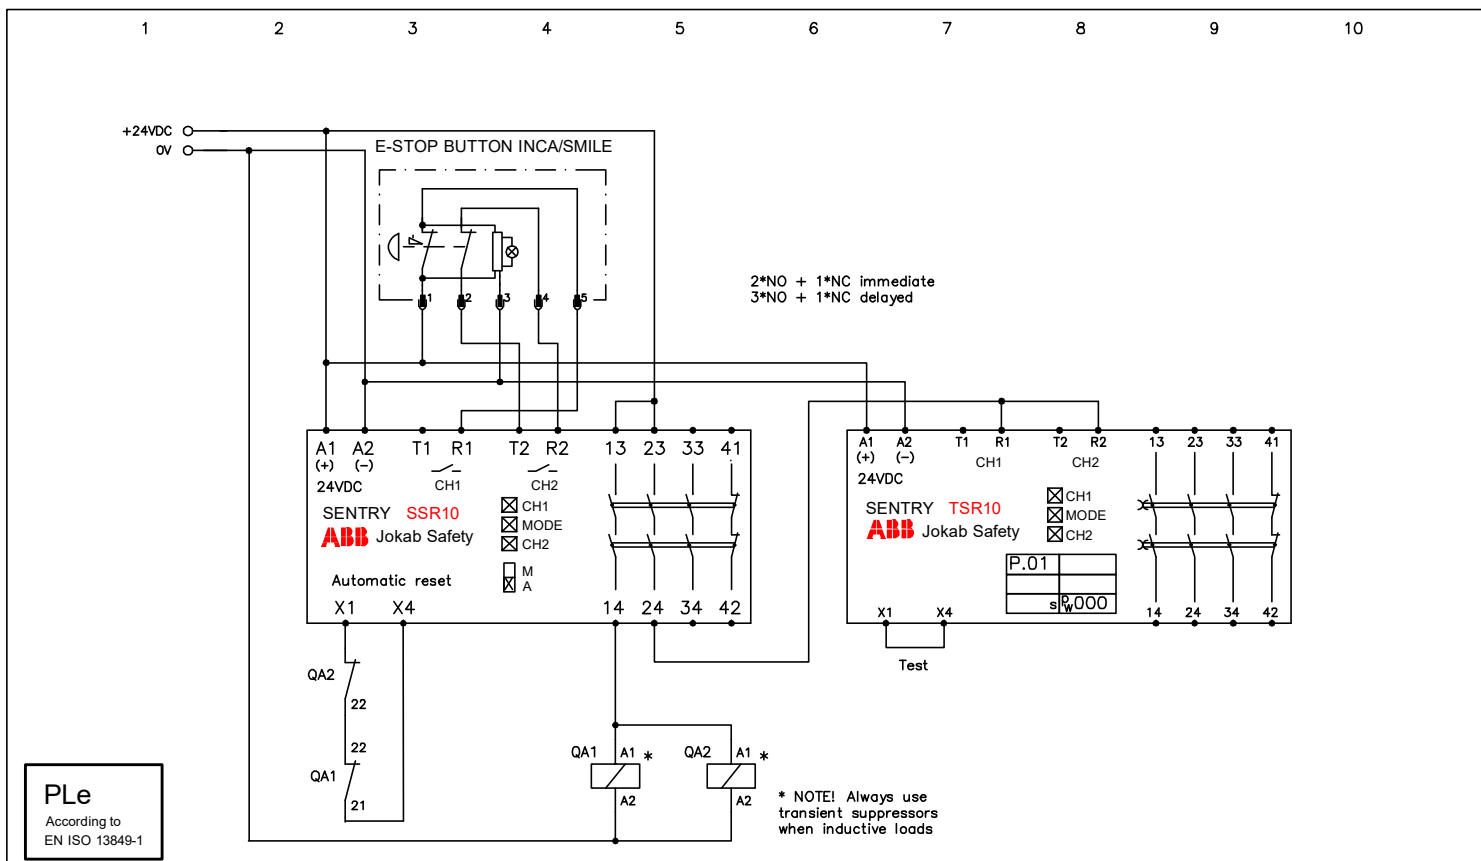 1 2 3 4 5 6 7 8 9 10
+24VDC
0V
E-STOP BUTTON INCA/SMILE
1 2 3 4 5
2*NO + 1*NC immediate
3*NO + 1*NC delayed
A1 A2 T1 R1 T2 R2 13 23 33 41
(+) (-)
CH1 CH2
24VDC
SENTRY SSR10
ABB Jokab Safety
CH1
MODE
CH2
M
A
Automatic reset
X1 X4 14 24 34 42
A1 A2 T1 R1 T2 R2 13 23 33 41
(+) (-)
CH1 CH2
24VDC
SENTRY TSR10
ABB Jokab Safety
CH1
MODE
CH2
P.01
000
X1 X4 14 24 34 42
Test
QA2
22
22
QA1
21
QA1 A1 *
A2
QA2 A1 *
A2
* NOTE! Always use
transient suppressors
when inductive loads
PLe
According to
EN ISO 13849-1